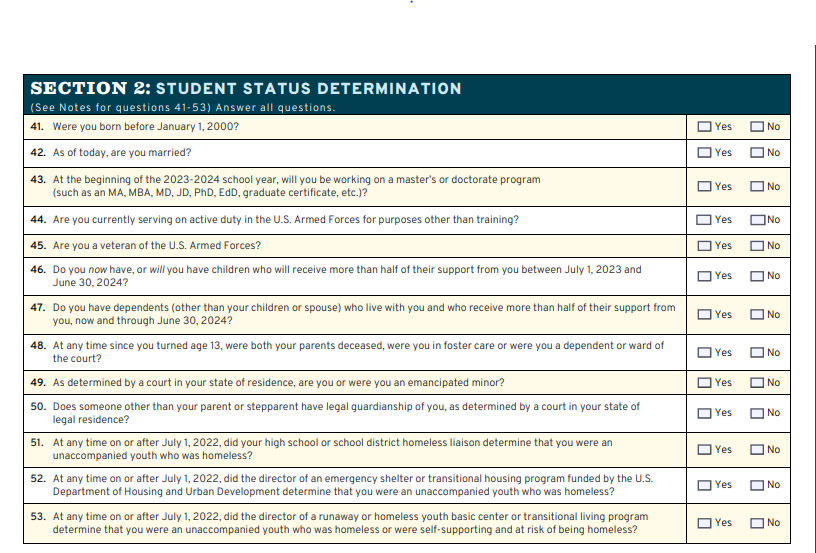 SECTION 2: STUDENT STATUS DETERMINATION
(See Notes for questions 41-53) Answer all questions.
41. Were you born before January 1, 2000? Yes No
42. As of today, are you married? Yes No
43. At the beginning of the 2023-2024 school year, will you be working on a master's or doctorate program
(such as an MA, MBA, MD, JD, PhD, EdD, graduate certificate, etc.)? Yes No
44. Are you currently serving on active duty in the U.S. Armed Forces for purposes other than training? Yes No
45. Are you a veteran of the U.S. Armed Forces? Yes No
46. Do you now have, or will you have children who will receive more than half of their support from you between July 1, 2023 and
June 30, 2024? Yes No
47. Do you have dependents (other than your children or spouse) who live with you and who receive more than half of their support from
you, now and through June 30, 2024? Yes No
48. At any time since you turned age 13, were both your parents deceased, were you in foster care or were you a dependent or ward of
the court? Yes No
49. As determined by a court in your state of residence, are you or were you an emancipated minor? Yes No
50. Does someone other than your parent or stepparent have legal guardianship of you, as determined by a court in your state of
legal residence? Yes No
51. At any time on or after July 1, 2022, did your high school or school district homeless liaison determine that you were an
unaccompanied youth who was homeless? Yes No
52. At any time on or after July 1, 2022, did the director of an emergency shelter or transitional housing program funded by the U.S.
Department of Housing and Urban Development determine that you were an unaccompanied youth who was homeless? Yes No
53. At any time on or after July 1, 2022, did the director of a runaway or homeless youth basic center or transitional living program
determine that you were an unaccompanied youth who was homeless or were self-supporting and at risk of being homeless? Yes No